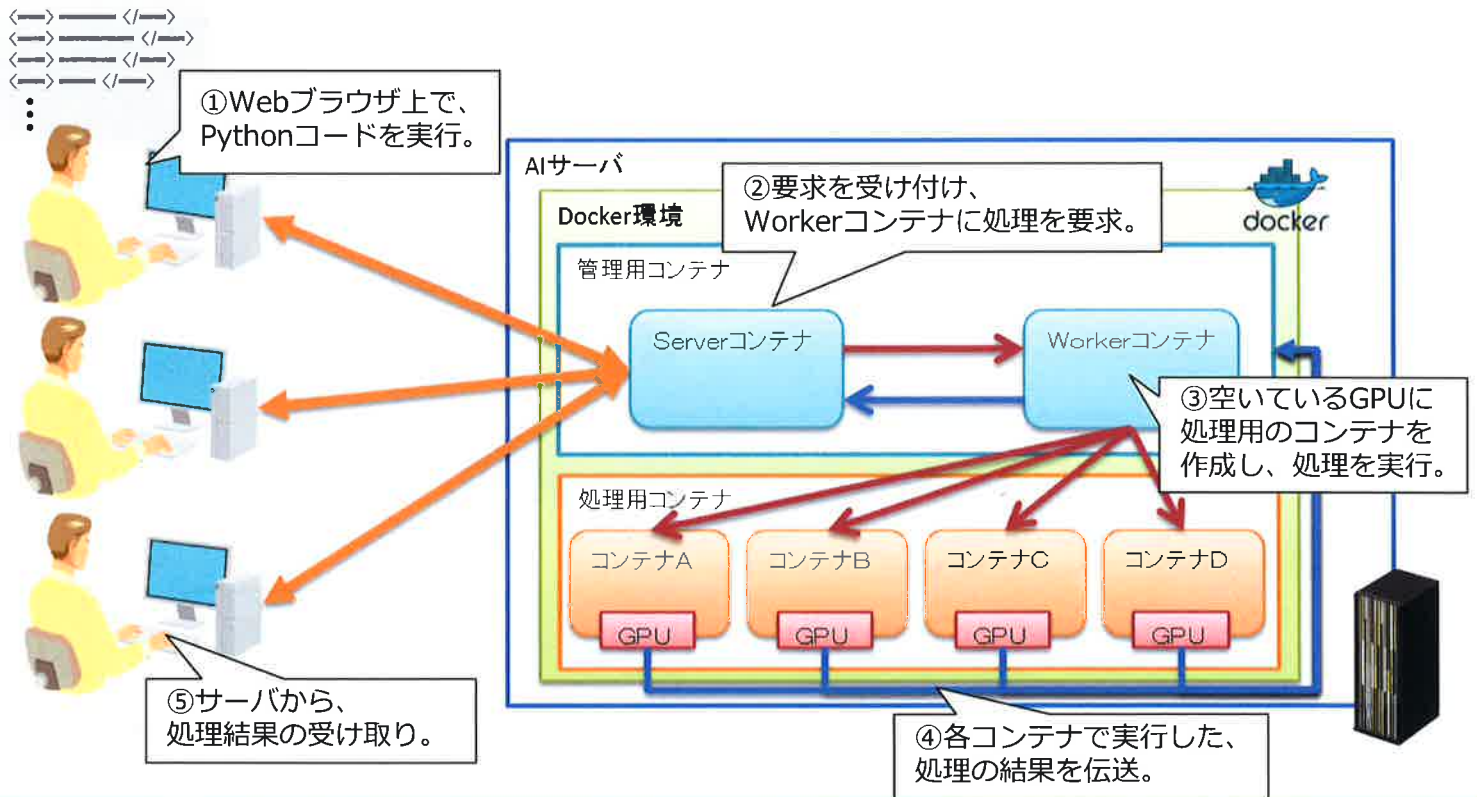 ①Webブラウザ上で、
Pythonコードを実行。
AIサーバ
②要求を受け付け、
Workerコンテナに処理を要求。
docker
Docker環境
管理用コンテナ
Serverコンテナ
Workerコンテナ
③空いているGPUに
処理用のコンテナを
作成し、処理を実行。
処理用コンテナ
コンテナA
コンテナB
コンテナC
コンテナD
GPU
GPU
GPU
GPU
⑤サーバから、
処理結果の受け取り。
④各コンテナで実行した、
処理の結果を伝送。